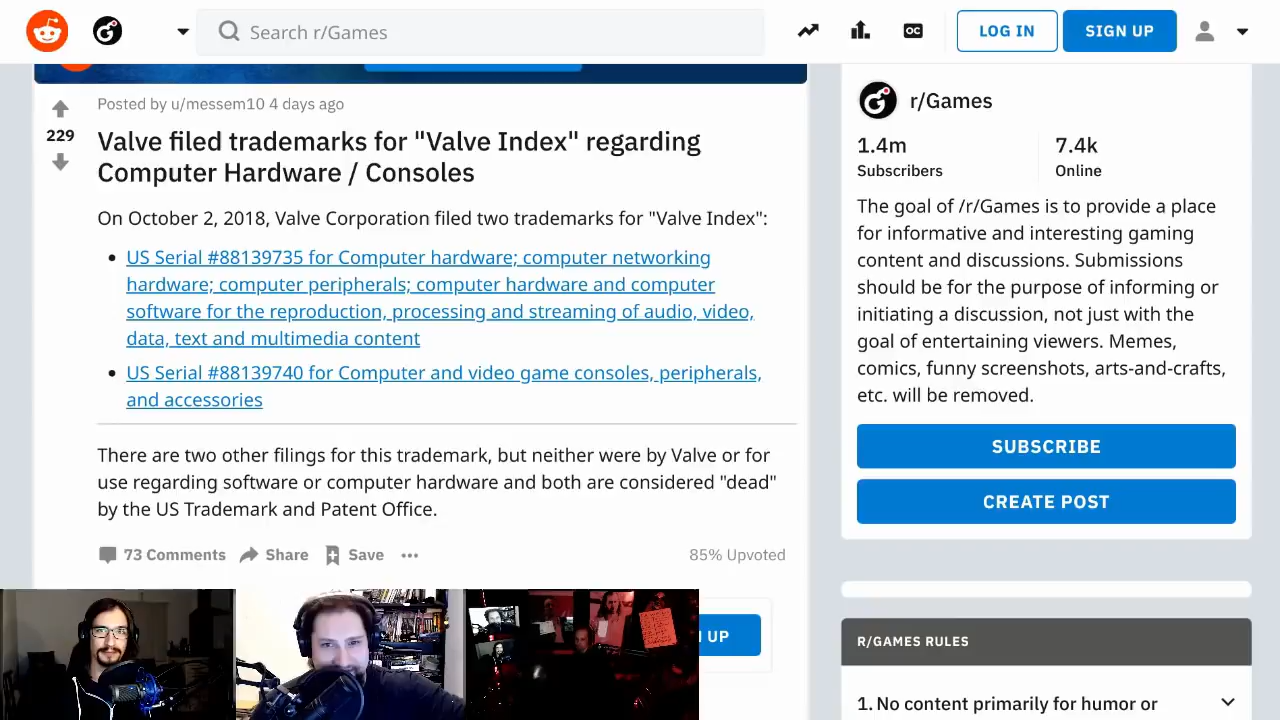 Search r/Games
OC
LOG IN
SIGN UP
Posted by u/messem10 4 days ago
229
Valve filed trademarks for "Valve Index" regarding
Computer Hardware / Consoles
On October 2, 2018, Valve Corporation filed two trademarks for "Valve Index":
• US Serial #88139735 for Computer hardware; computer networking
hardware; computer peripherals; computer hardware and computer
software for the reproduction, processing and streaming of audio, video,
data, text and multimedia content
• US Serial #88139740 for Computer and video game consoles, peripherals,
and accessories
There are two other filings for this trademark, but neither were by Valve or for
use regarding software or computer hardware and both are considered "dead"
by the US Trademark and Patent Office.
73 Comments Share Save
85% Upvoted
UP
r/Games
1.4m 7.4k
Subscribers Online
The goal of /r/Games is to provide a place
for informative and interesting gaming
content and discussions. Submissions
should be for the purpose of informing or
initiating a discussion, not just with the
goal of entertaining viewers. Memes,
comics, funny screenshots, arts-and-crafts,
etc. will be removed.
SUBSCRIBE
CREATE POST
R/GAMES RULES
1. No content primarily for humor or